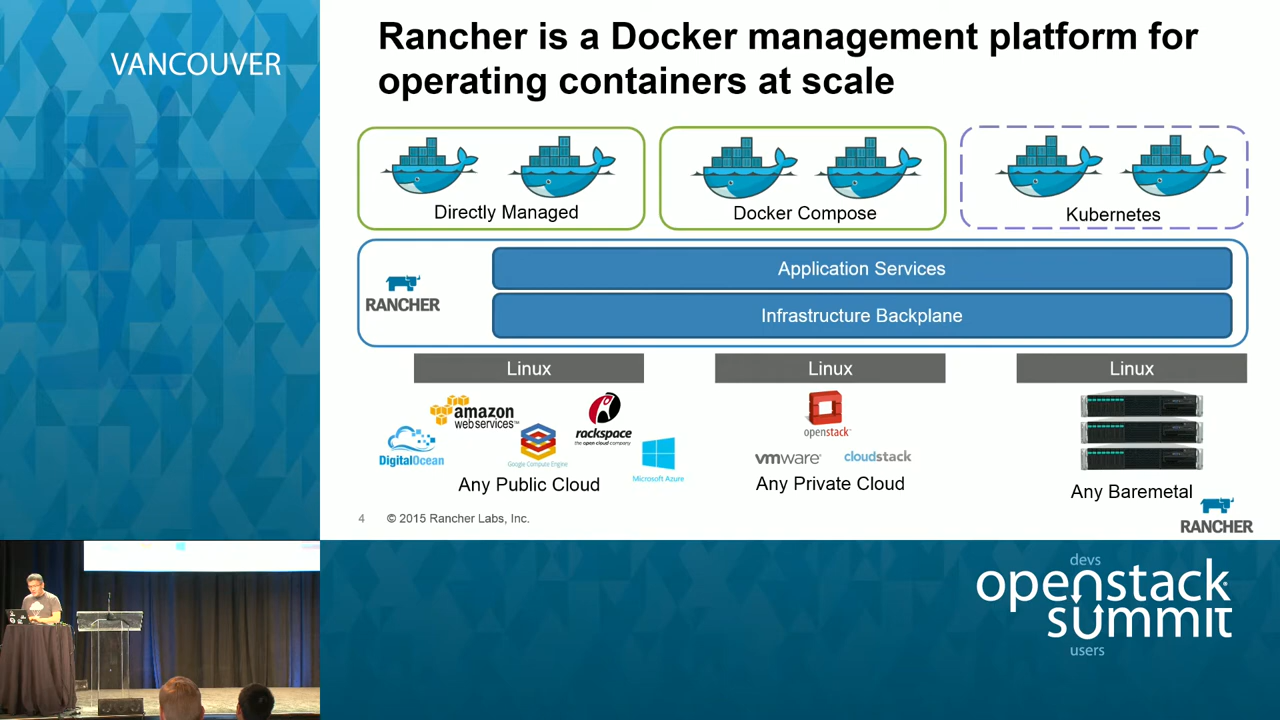 VANCOUVER
Rancher is a Docker management platform for
operating containers at scale
Directly Managed
Docker Compose
Kubernetes
RANCHER
Application Services
Infrastructure Backplane
Linux
Linux
Linux
amazon
web services™
DigitalOcean
Google Compute Engine
rackspace
the open cloud company
Microsoft Azure
Any Public Cloud
openstack
vmware
cloudstack
Any Private Cloud
Any Baremetal
RANCHER
4 © 2015 Rancher Labs, Inc.
devs
openstack
summit
users